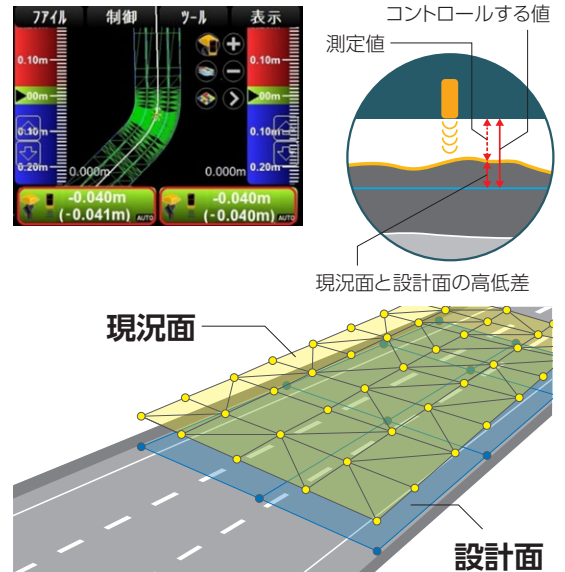 ファイル 制御 ツール 表示
0.10m 0.10m
00m 00m
0.10m 0.10m
0.20m 0.000m 0.000m 0.20m
-0.040m -0.040m
(-0.041m) AUTO (-0.040m) AUTO
コントロールする値
測定値
現況面と設計面の高低差
現況面
設計面